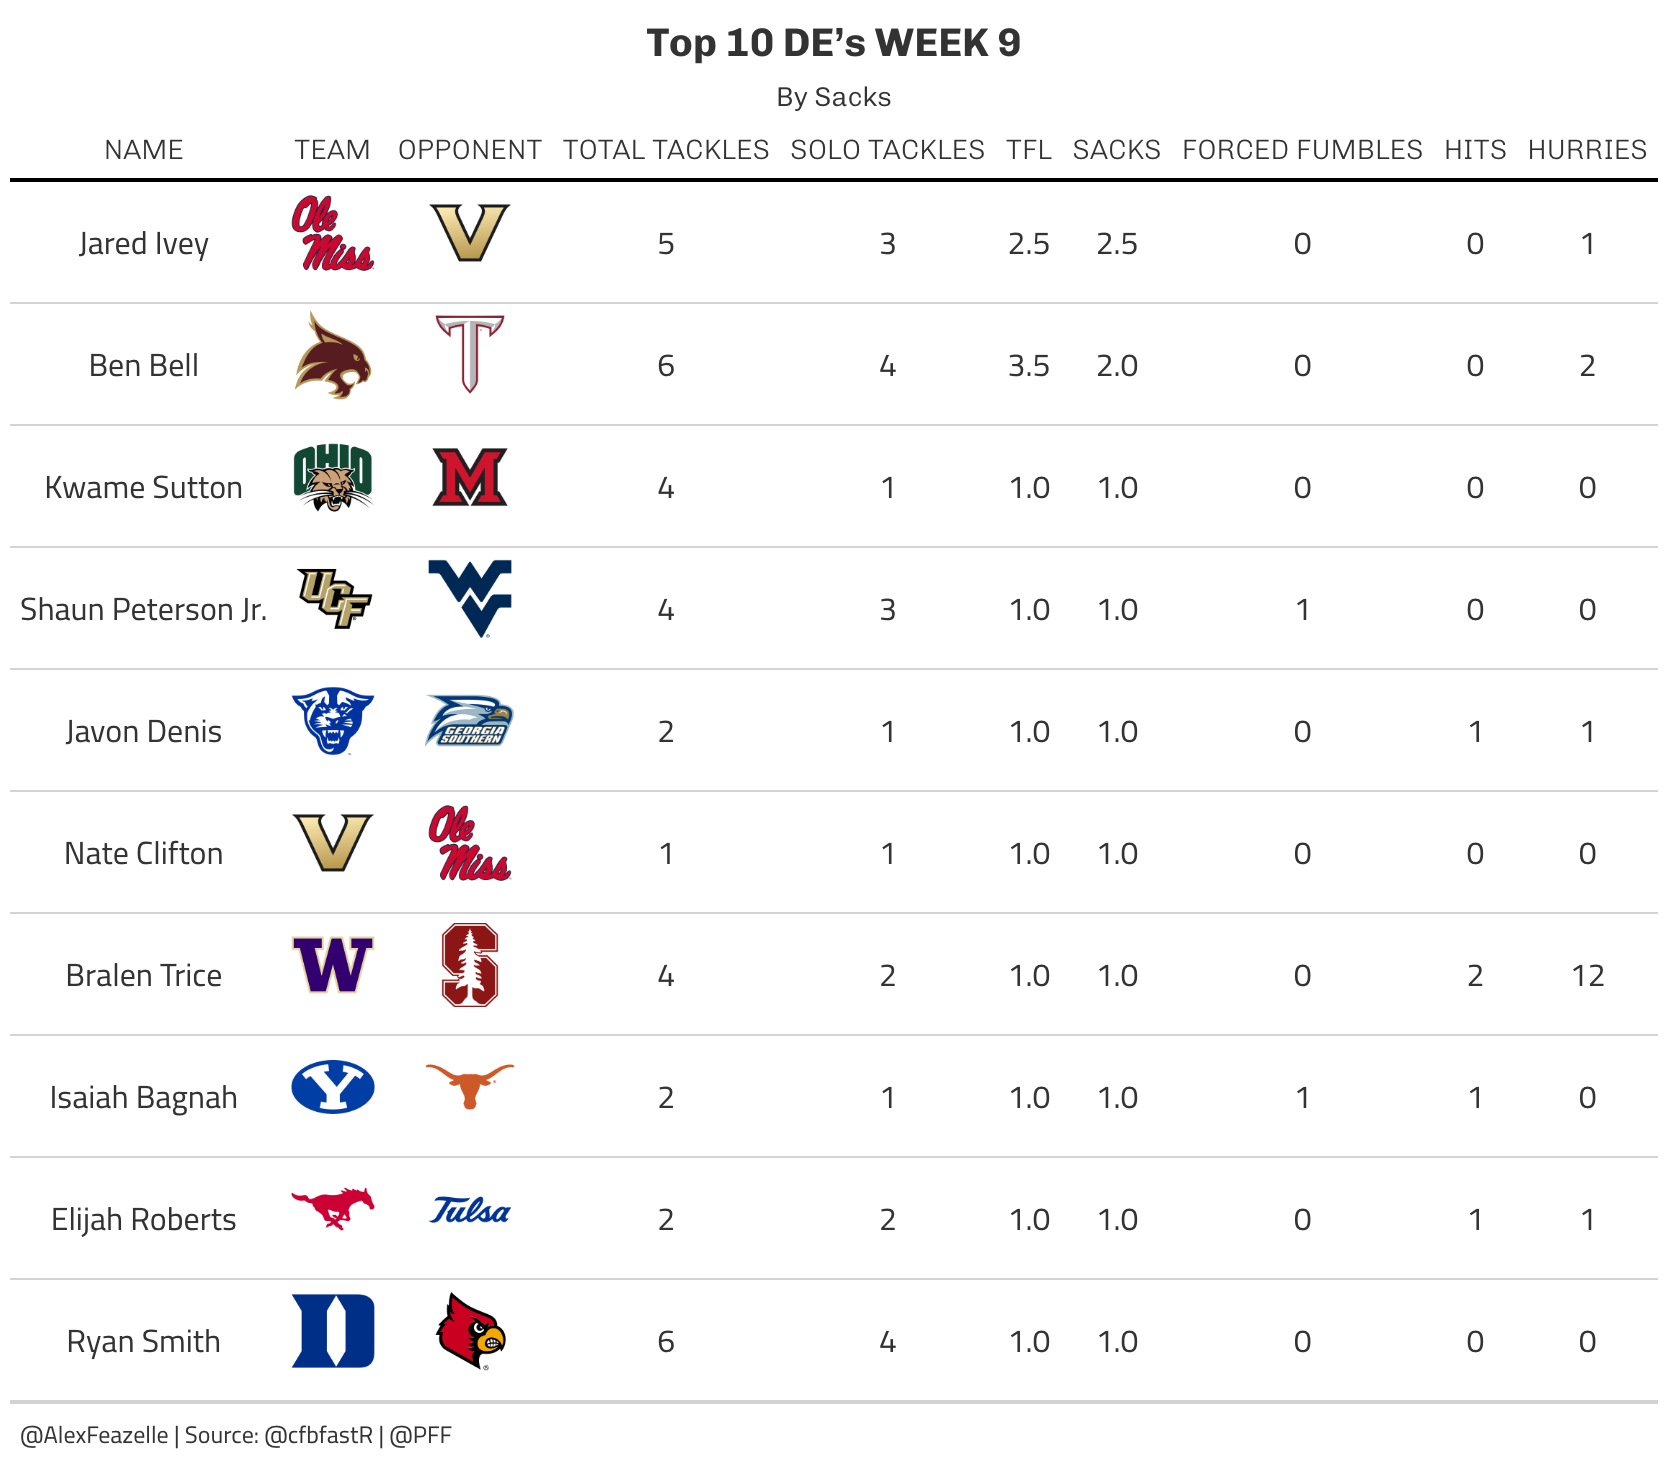 Top 10 DE’s WEEK 9
By Sacks
NAME TEAM OPPONENT TOTAL TACKLES SOLO TACKLES TFL SACKS FORCED FUMBLES HITS HURRIES
Jared Ivey Ole Miss V 5 3 2.5 2.5 0 0 1
Ben Bell T 6 4 3.5 2.0 0 0 2
Kwame Sutton OHIO M 4 1 1.0 1.0 0 0 0
Shaun Peterson Jr. UCF WV 4 3 1.0 1.0 1 0 0
Javon Denis GEORGIA SOUTHERN 2 1 1.0 1.0 0 1 1
Nate Clifton V Ole Miss 1 1 1.0 1.0 0 0 0
Bralen Trice W S 4 2 1.0 1.0 0 2 12
Isaiah Bagnah Y 2 1 1.0 1.0 1 1 0
Elijah Roberts Tulsa 2 2 1.0 1.0 0 1 1
Ryan Smith D 6 4 1.0 1.0 0 0 0
@AlexFeazelle | Source: @cfbfastR | @PFF